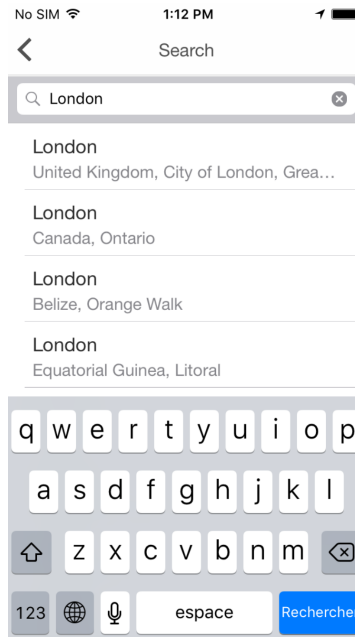 No SIM 1:12 PM
Search
London
London
United Kingdom, City of London, Grea...
London
Canada, Ontario
London
Belize, Orange Walk
London
Equatorial Guinea, Litoral
q w e r t y u i o p
a s d f g h j k l
z x c v b n m
123 espace Rechercher